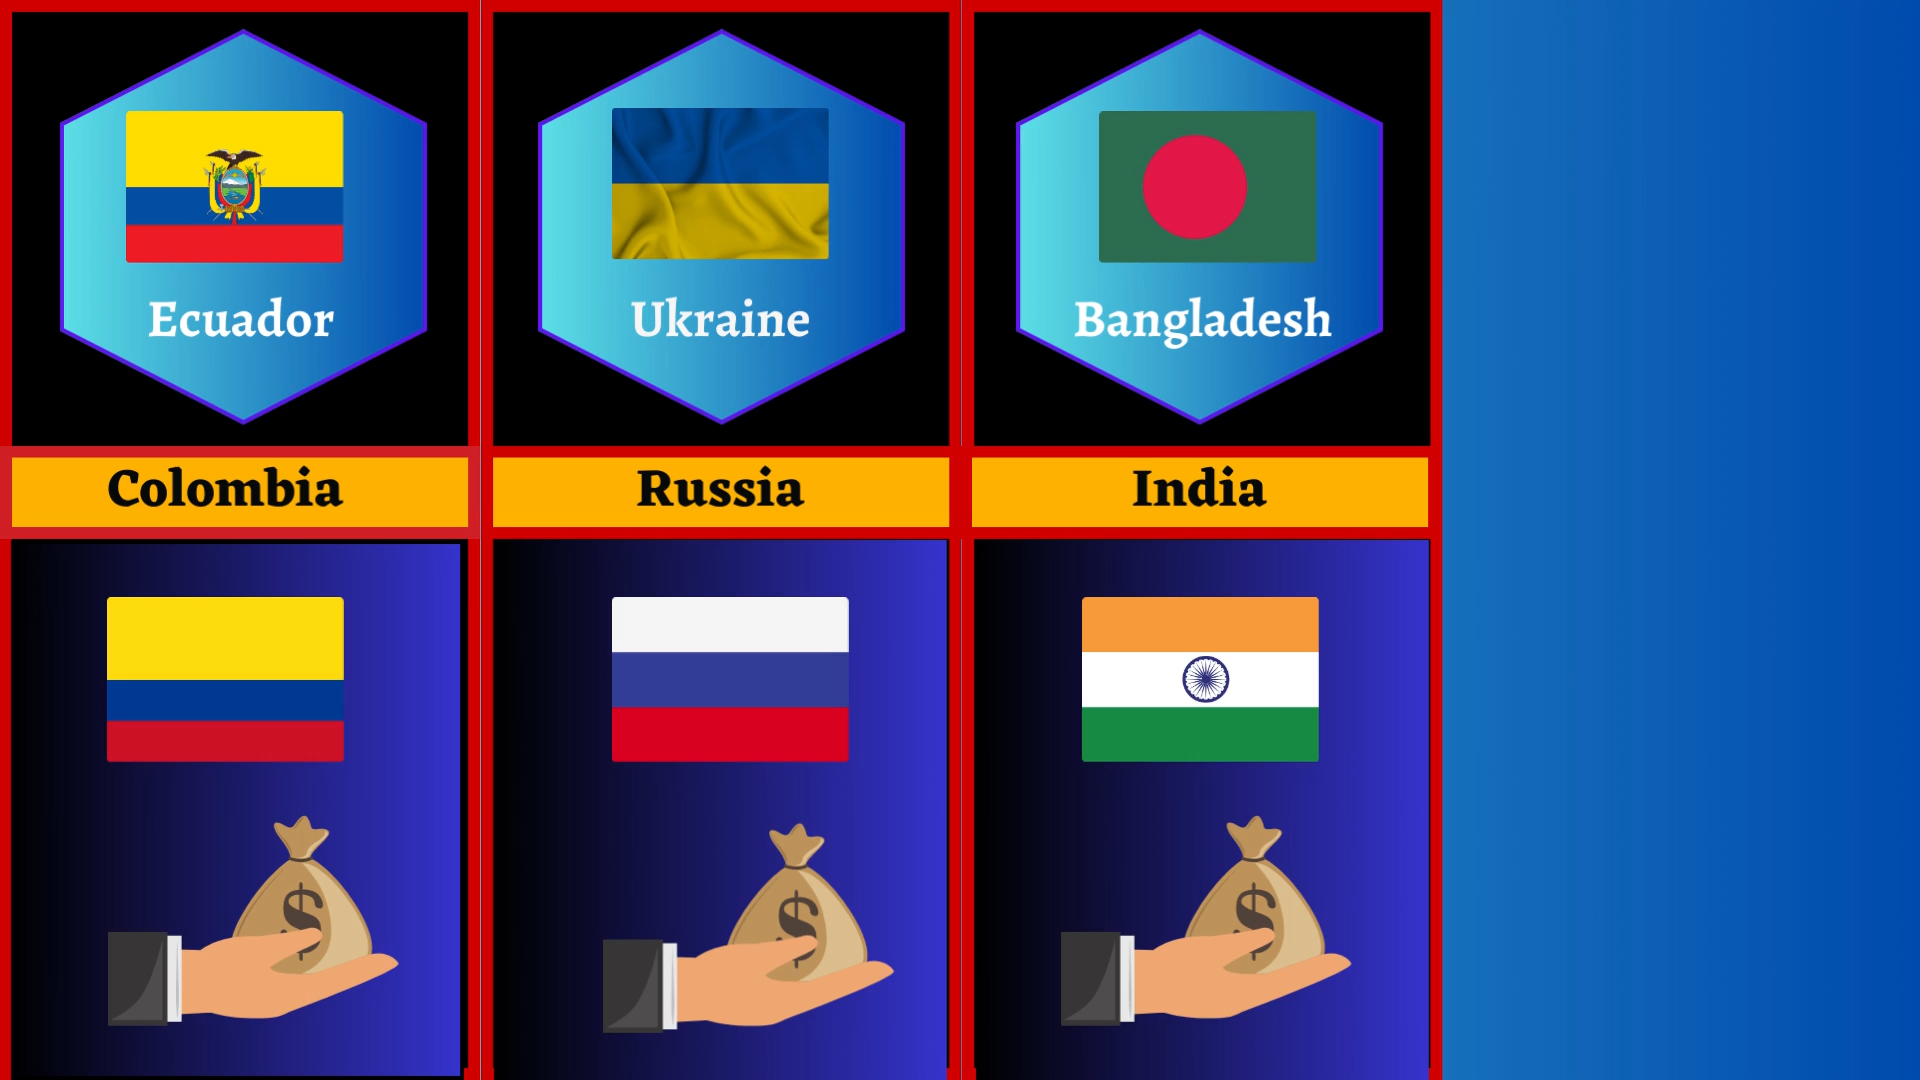 Ecuador
Ukraine
Bangladesh
Colombia
Russia
India
$
$
$